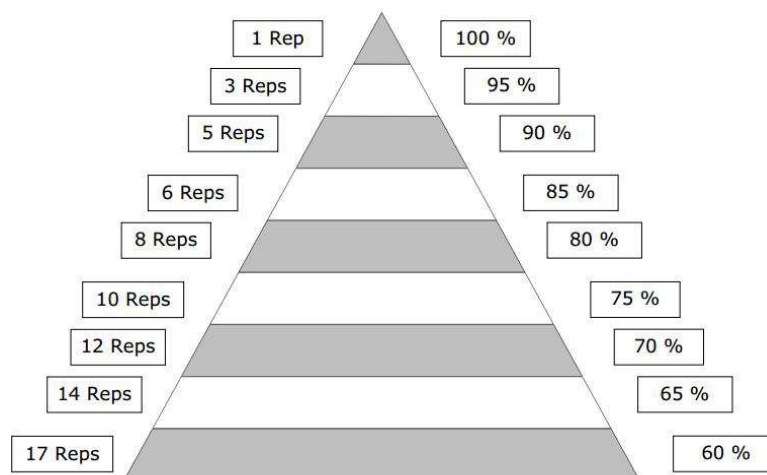 1 Rep 100 %
3 Reps 95 %
5 Reps 90 %
6 Reps 85 %
8 Reps 80 %
10 Reps 75 %
12 Reps 70 %
14 Reps 65 %
17 Reps 60 %